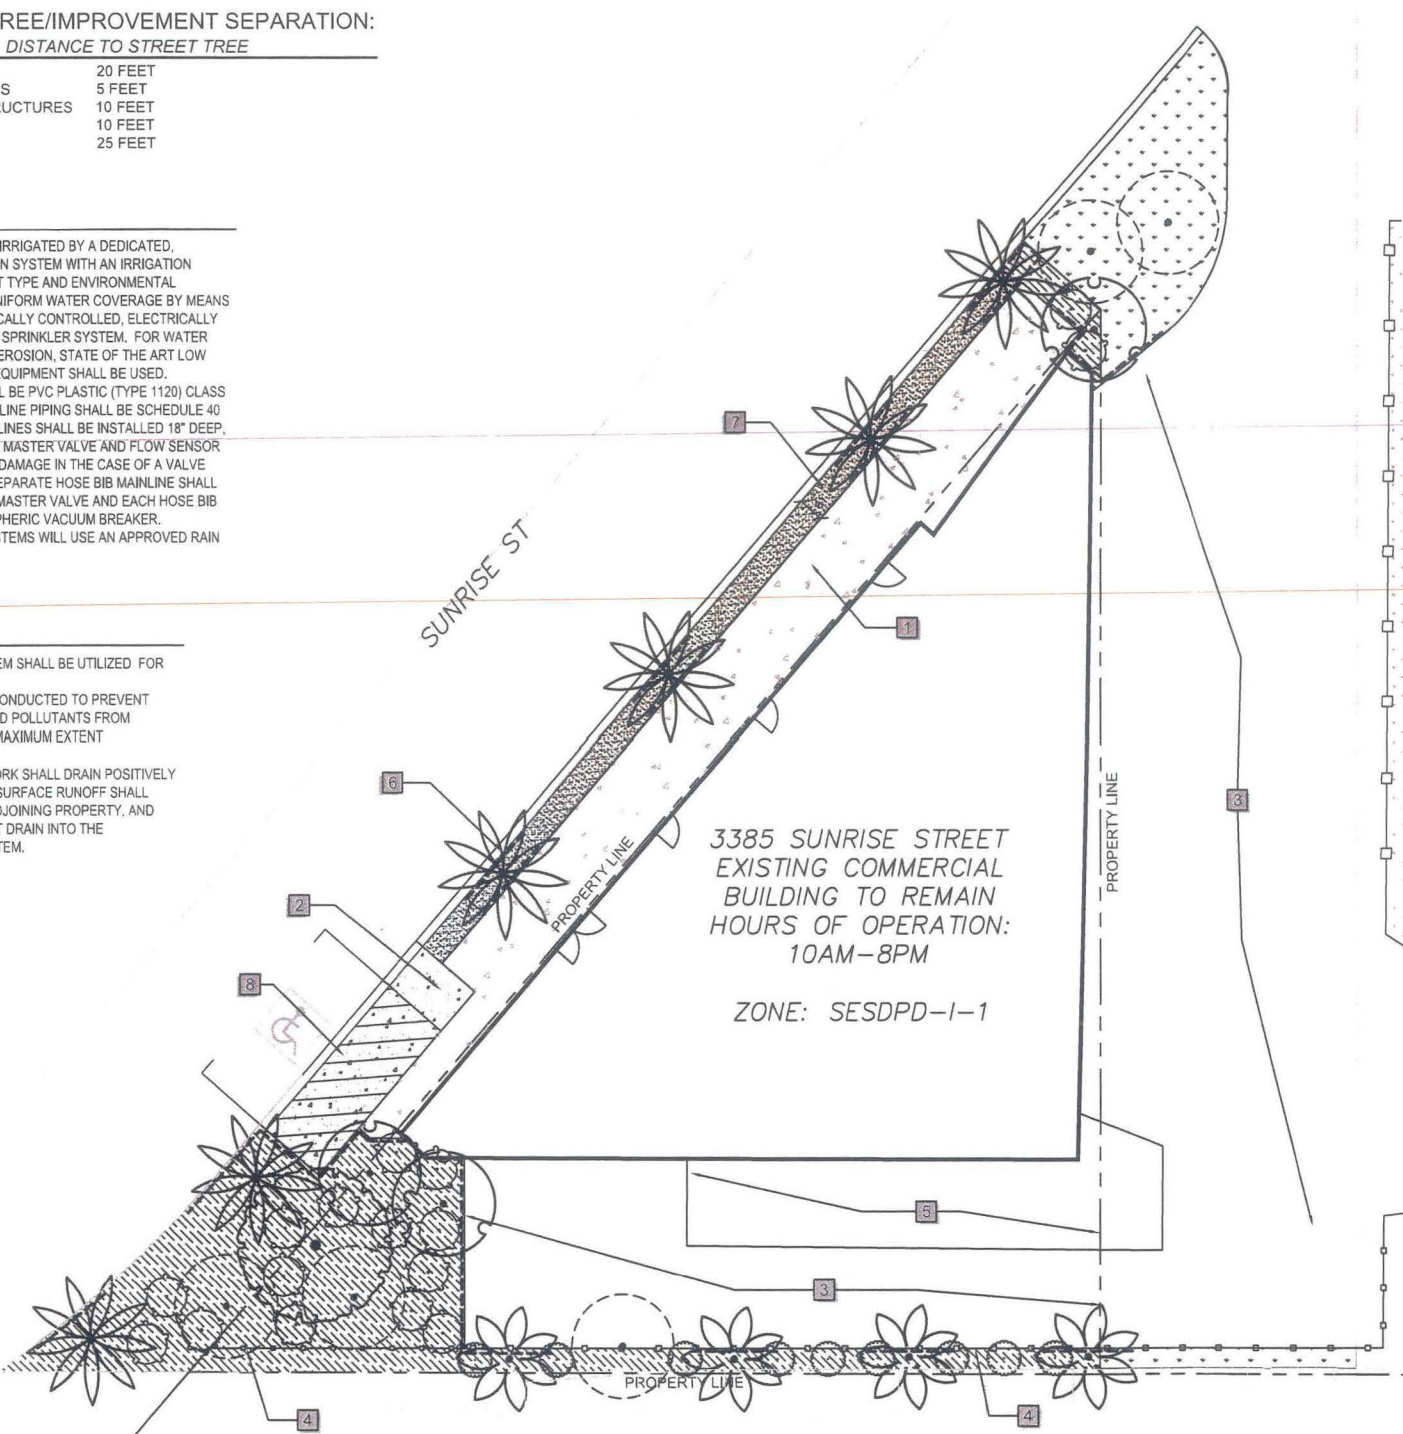 REE/IMPROVEMENT SEPARATION:
DISTANCE TO STREET TREE
20 FEET
S 5 FEET
UCTURES 10 FEET
10 FEET
25 FEET
IRRIGATED BY A DEDICATED,
N SYSTEM WITH AN IRRIGATION
T TYPE AND ENVIRONMENTAL
NIFORM WATER COVERAGE BY MEANS
ICALLY CONTROLLED, ELECTRICALLY
SPRINKLER SYSTEM. FOR WATER
EROSION, STATE OF THE ART LOW
EQUIPMENT SHALL BE USED.
L BE PVC PLASTIC (TYPE 1120) CLASS
LINE PIPING SHALL BE SCHEDULE 40
LINES SHALL BE INSTALLED 18" DEEP,
MASTER VALVE AND FLOW SENSOR
DAMAGE IN THE CASE OF A VALVE
EPARATE HOSE BIB MAINLINE SHALL
MASTER VALVE AND EACH HOSE BIB
PHERIC VACUUM BREAKER.
STEMS WILL USE AN APPROVED RAIN
EM SHALL BE UTILIZED FOR
ONDUCTED TO PREVENT
D POLLUTANTS FROM
MAXIMUM EXTENT
ORK SHALL DRAIN POSITIVELY
SURFACE RUNOFF SHALL
DJOINING PROPERTY, AND
T DRAIN INTO THE
TEM.
SUNRISE ST
7
1
6
3
PROPERTY LINE
PROPERTY LINE
3385 SUNRISE STREET
EXISTING COMMERCIAL
BUILDING TO REMAIN
HOURS OF OPERATION:
10AM-8PM
ZONE: SESDPD-I-1
2
8
5
3
PROPERTY LINE
4
4